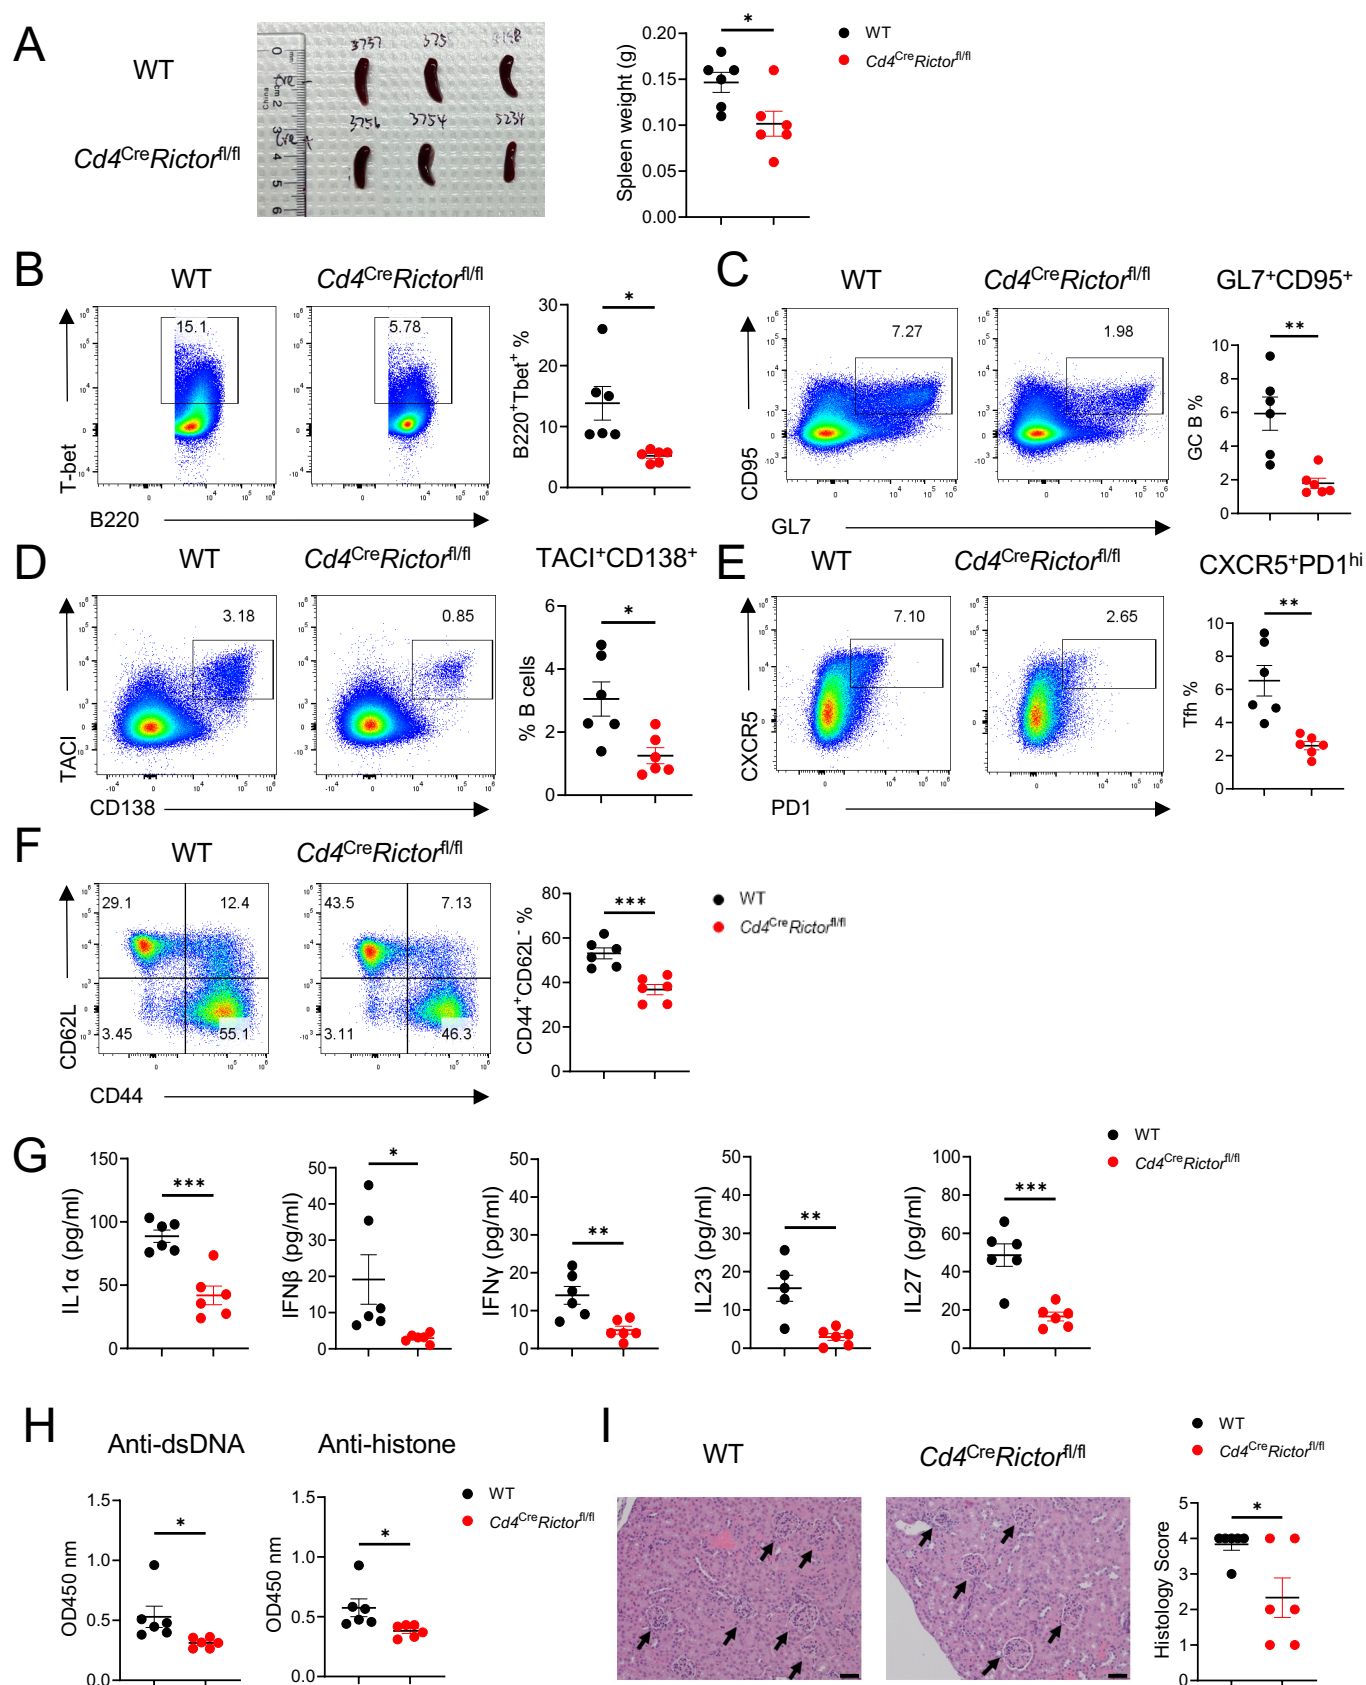 A
WT
Cd4CreRictorfl/fl
3757
3756
3754
5234
0
cm
2
3
4
5
6
China
Spleen weight (g)
0.20
0.15
0.10
0.05
0.00
*
WT
Cd4CreRictorfl/fl
B
WT
Cd4CreRictorfl/fl
15.1
5.78
T-bet
B220
B220+Tbet+ %
30
20
10
0
*
C
WT
Cd4CreRictorfl/fl
GL7+CD95+
7.27
1.98
CD95
GL7
GC B %
10
8
6
4
2
0
**
D
WT
Cd4CreRictorfl/fl
TACI+CD138+
3.18
0.85
TACI
CD138
% B cells
6
4
2
0
*
E
WT
Cd4CreRictorfl/fl
CXCR5+PD1hi
7.10
2.65
CXCR5
PD1
Tfh %
10
8
6
4
2
0
**
F
WT
Cd4CreRictorfl/fl
29.1
12.4
3.45
55.1
43.5
7.13
3.11
46.3
CD62L
CD44
CD44+CD62L- %
80
60
40
20
0
***
WT
Cd4CreRictorfl/fl
G
IL1α (pg/ml)
150
100
50
0
***
IFNβ (pg/ml)
50
40
30
20
10
0
*
IFNγ (pg/ml)
50
40
30
20
10
0
**
IL23 (pg/ml)
50
40
30
20
10
0
**
IL27 (pg/ml)
100
80
60
40
20
0
***
WT
Cd4CreRictorfl/fl
H
Anti-dsDNA
OD450 nm
1.5
1.0
0.5
0.0
*
Anti-histone
OD450 nm
1.5
1.0
0.5
0.0
*
WT
Cd4CreRictorfl/fl
I
WT
Cd4CreRictorfl/fl
Histology Score
5
4
3
2
1
0
*
WT
Cd4CreRictorfl/fl